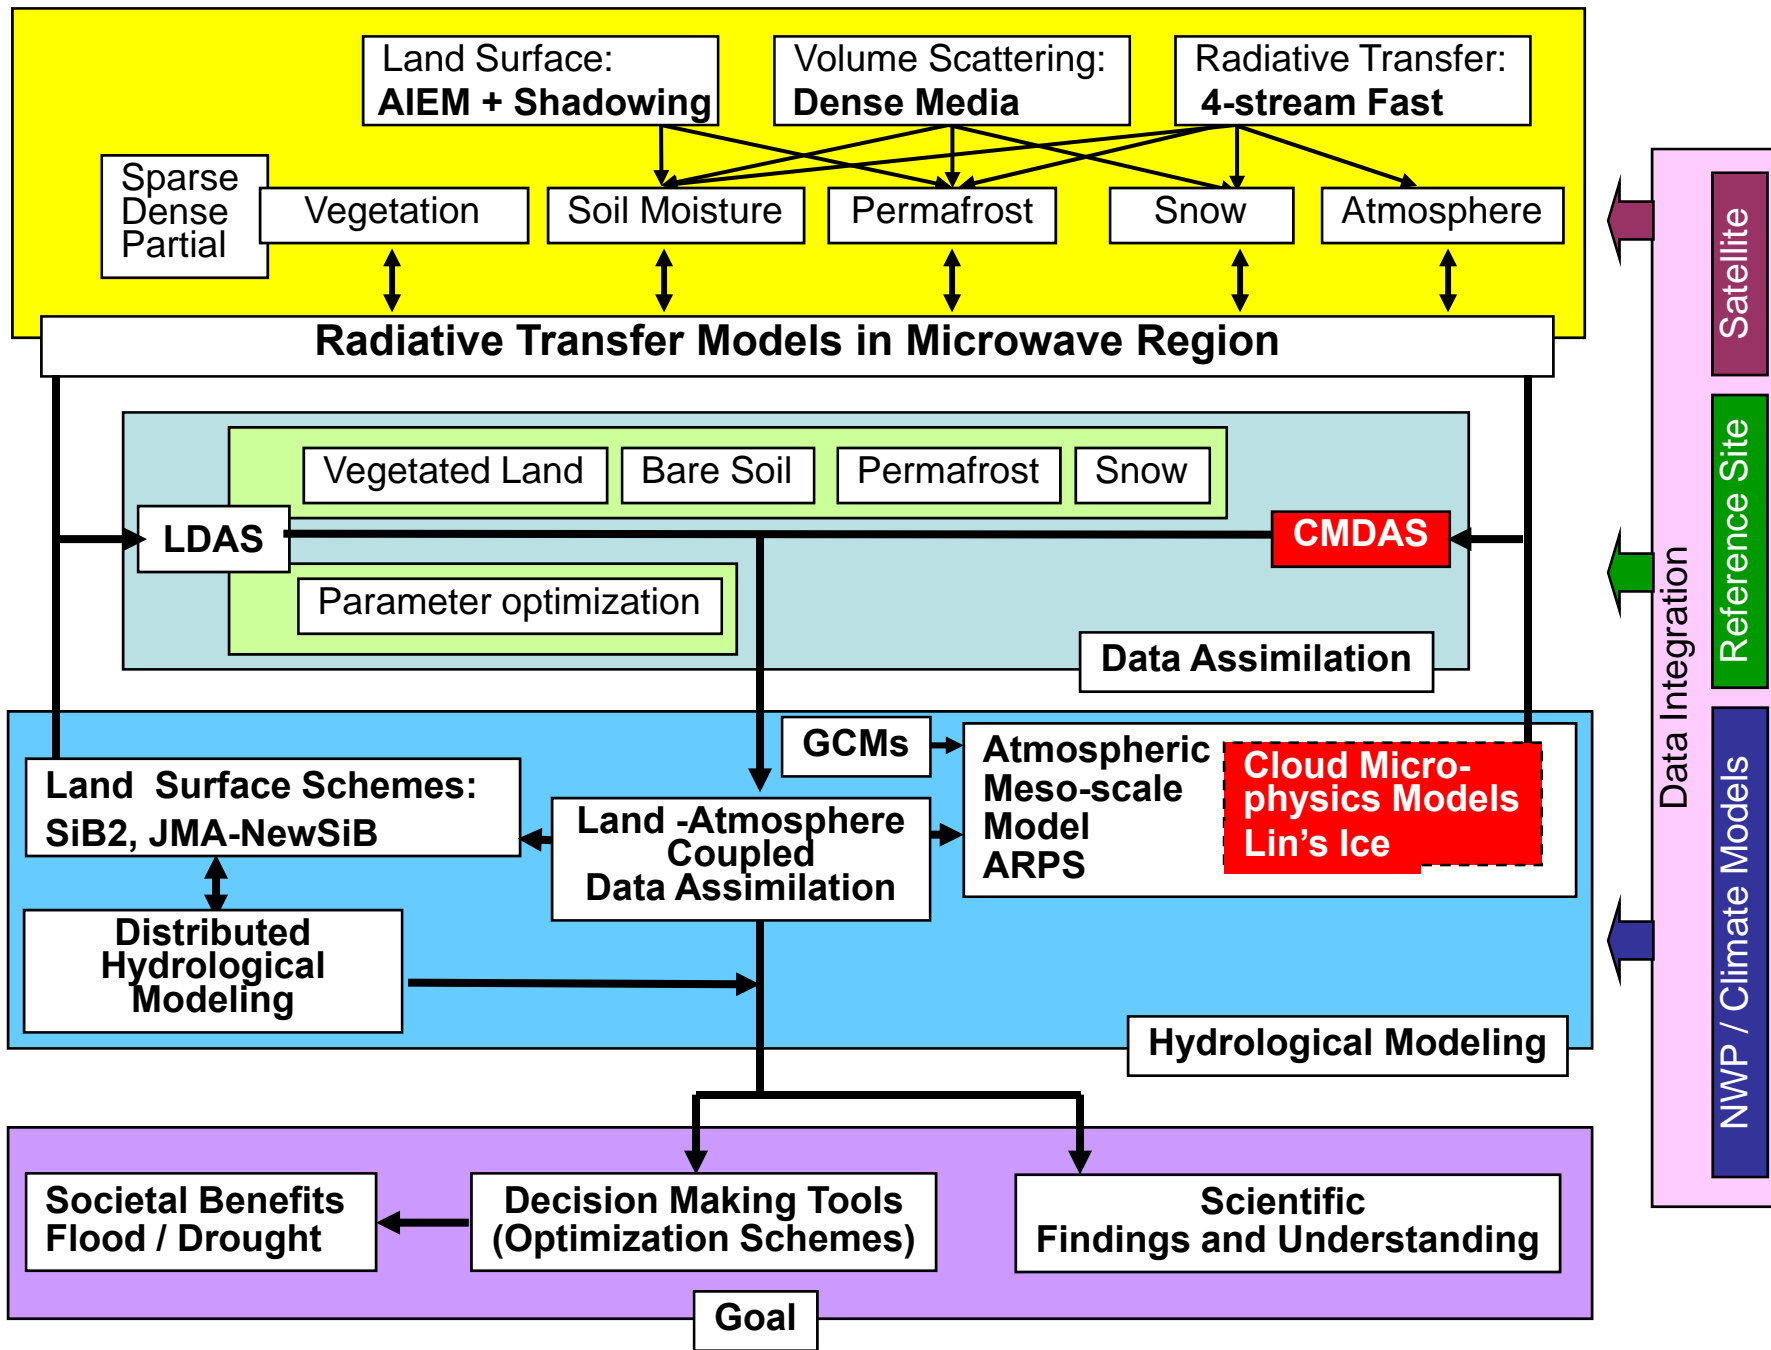 Land Surface:
AIEM + Shadowing
Volume Scattering:
Dense Media
Radiative Transfer:
4-stream Fast
Sparse
Dense
Partial
Vegetation
Soil Moisture
Permafrost
Snow
Atmosphere
Radiative Transfer Models in Microwave Region
Vegetated Land
Bare Soil
Permafrost
Snow
LDAS
CMDAS
Parameter optimization
Data Assimilation
GCMs
Land Surface Schemes:
SiB2, JMA-NewSiB
Land -Atmosphere
Coupled
Data Assimilation
Atmospheric
Meso-scale
Model
ARPS
Cloud Micro-
physics Models
Lin's Ice
Distributed
Hydrological
Modeling
Hydrological Modeling
Societal Benefits
Flood / Drought
Decision Making Tools
(Optimization Schemes)
Scientific
Findings and Understanding
Goal
Data Integration
Satellite
Reference Site
NWP / Climate Models